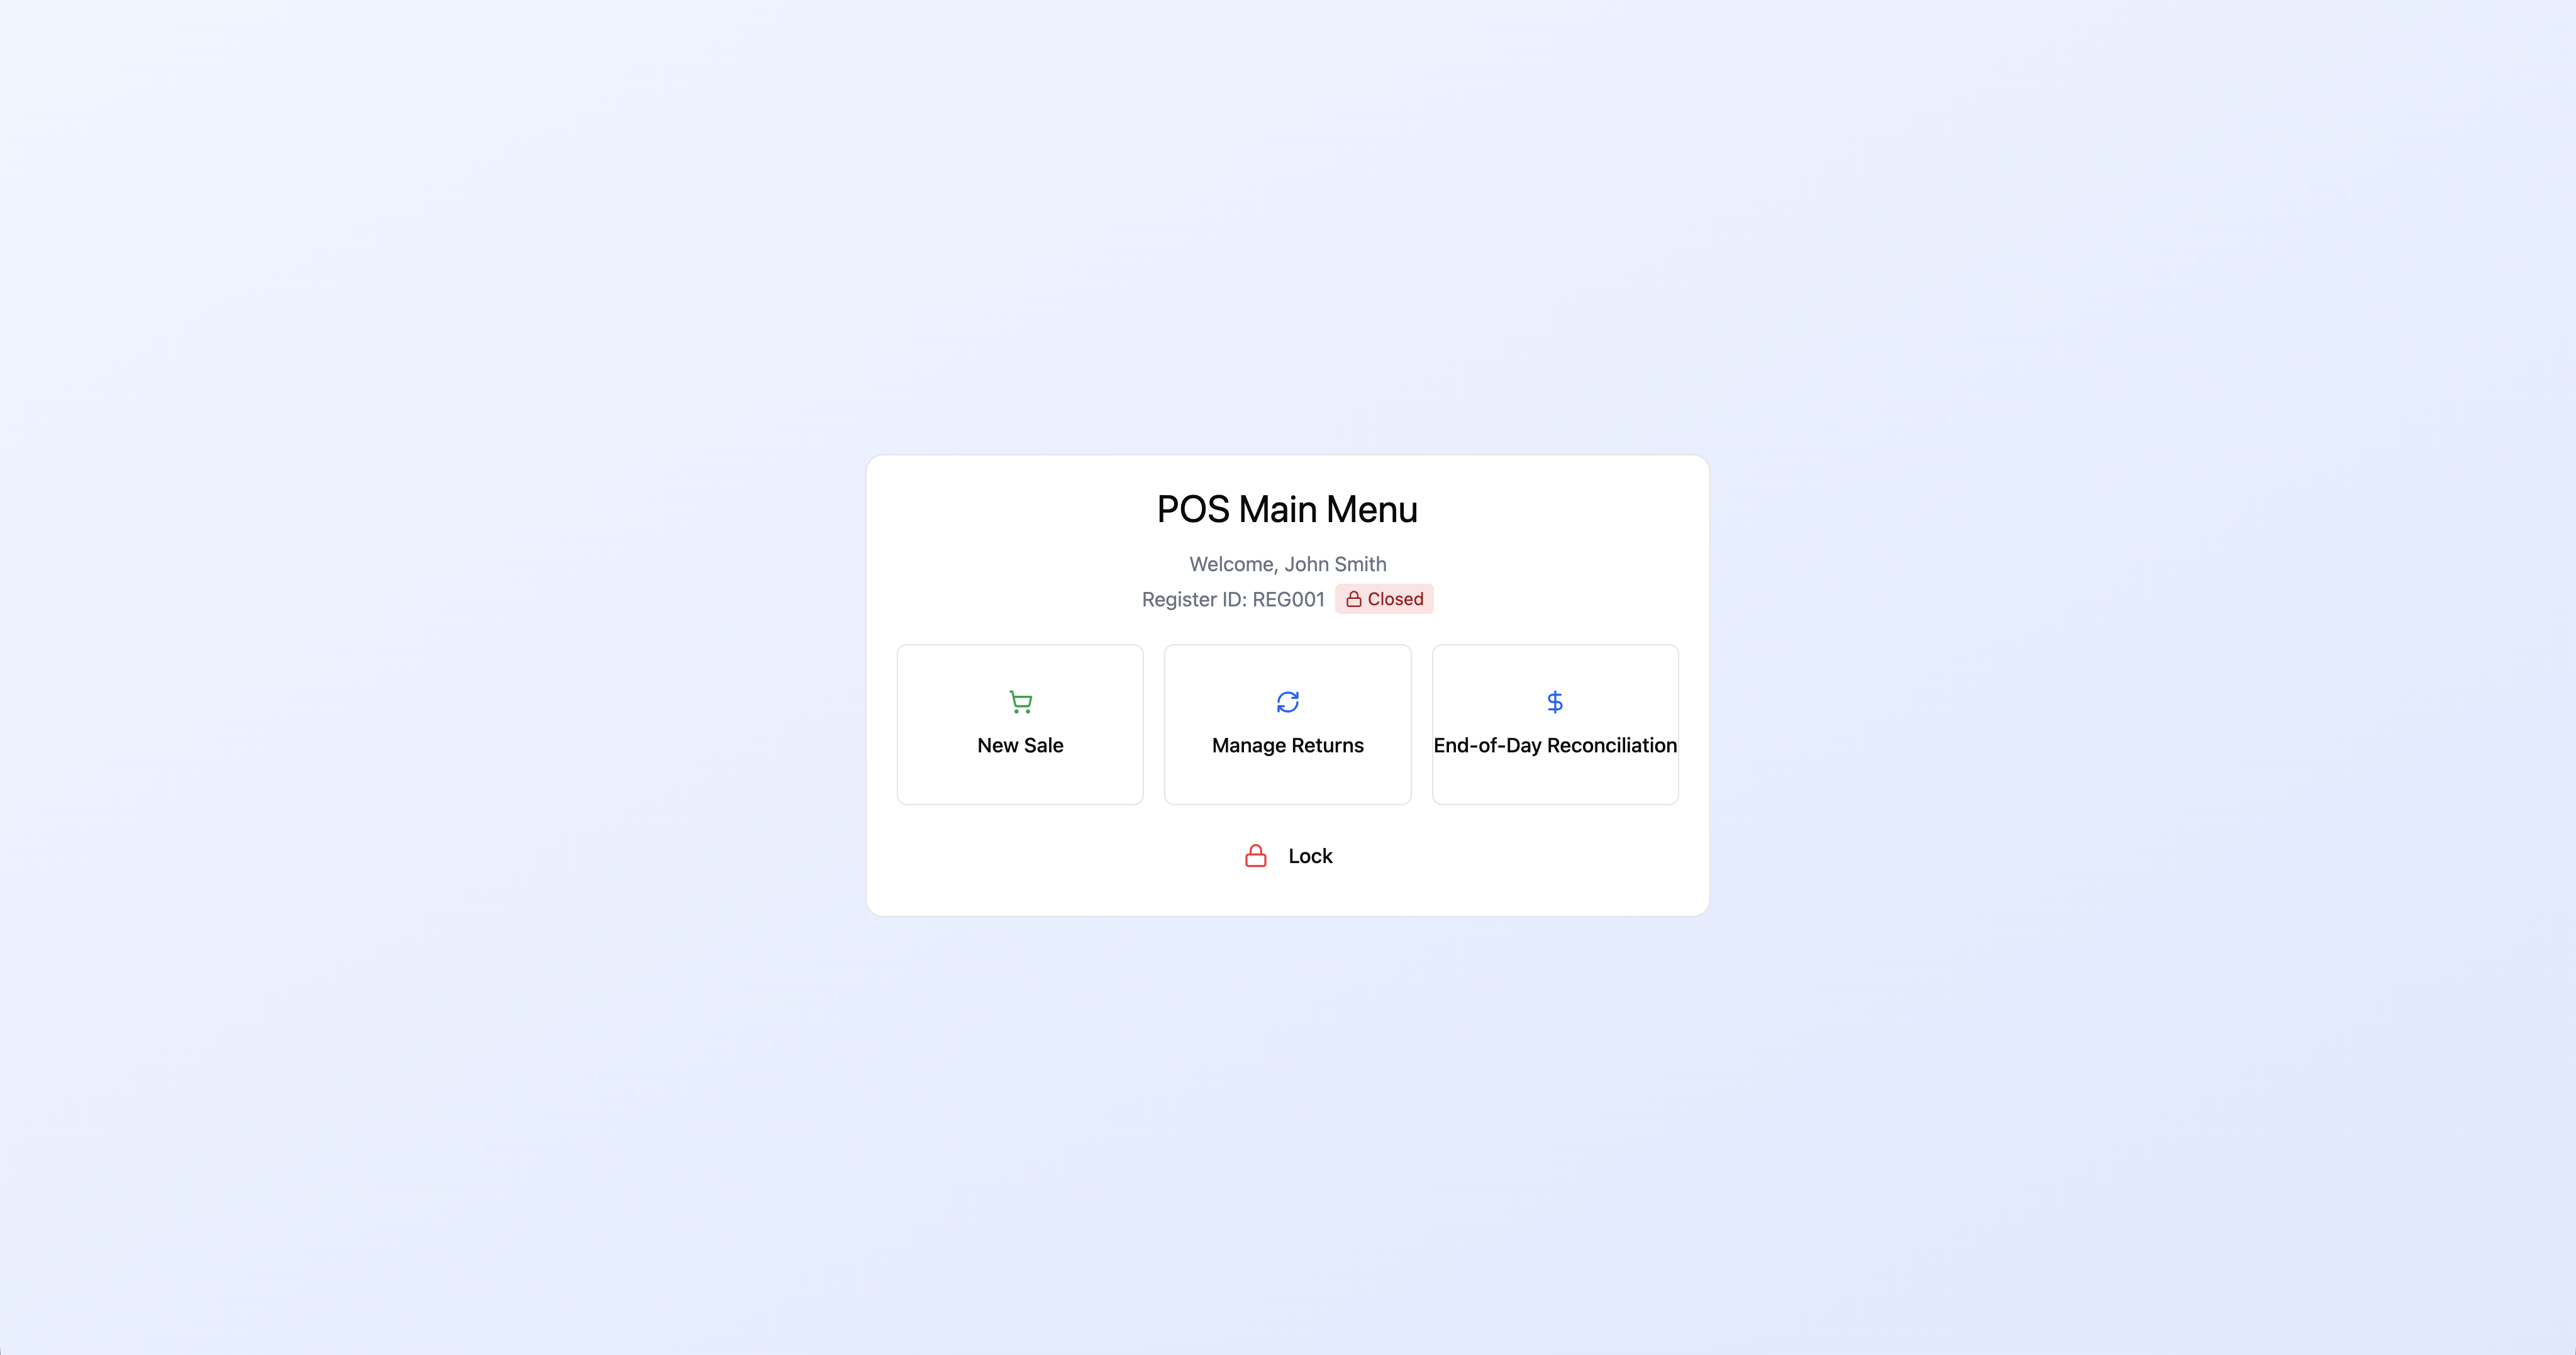 POS Main Menu
Welcome, John Smith
Register ID: REG001 Closed
New Sale
Manage Returns
End-of-Day Reconciliation
Lock